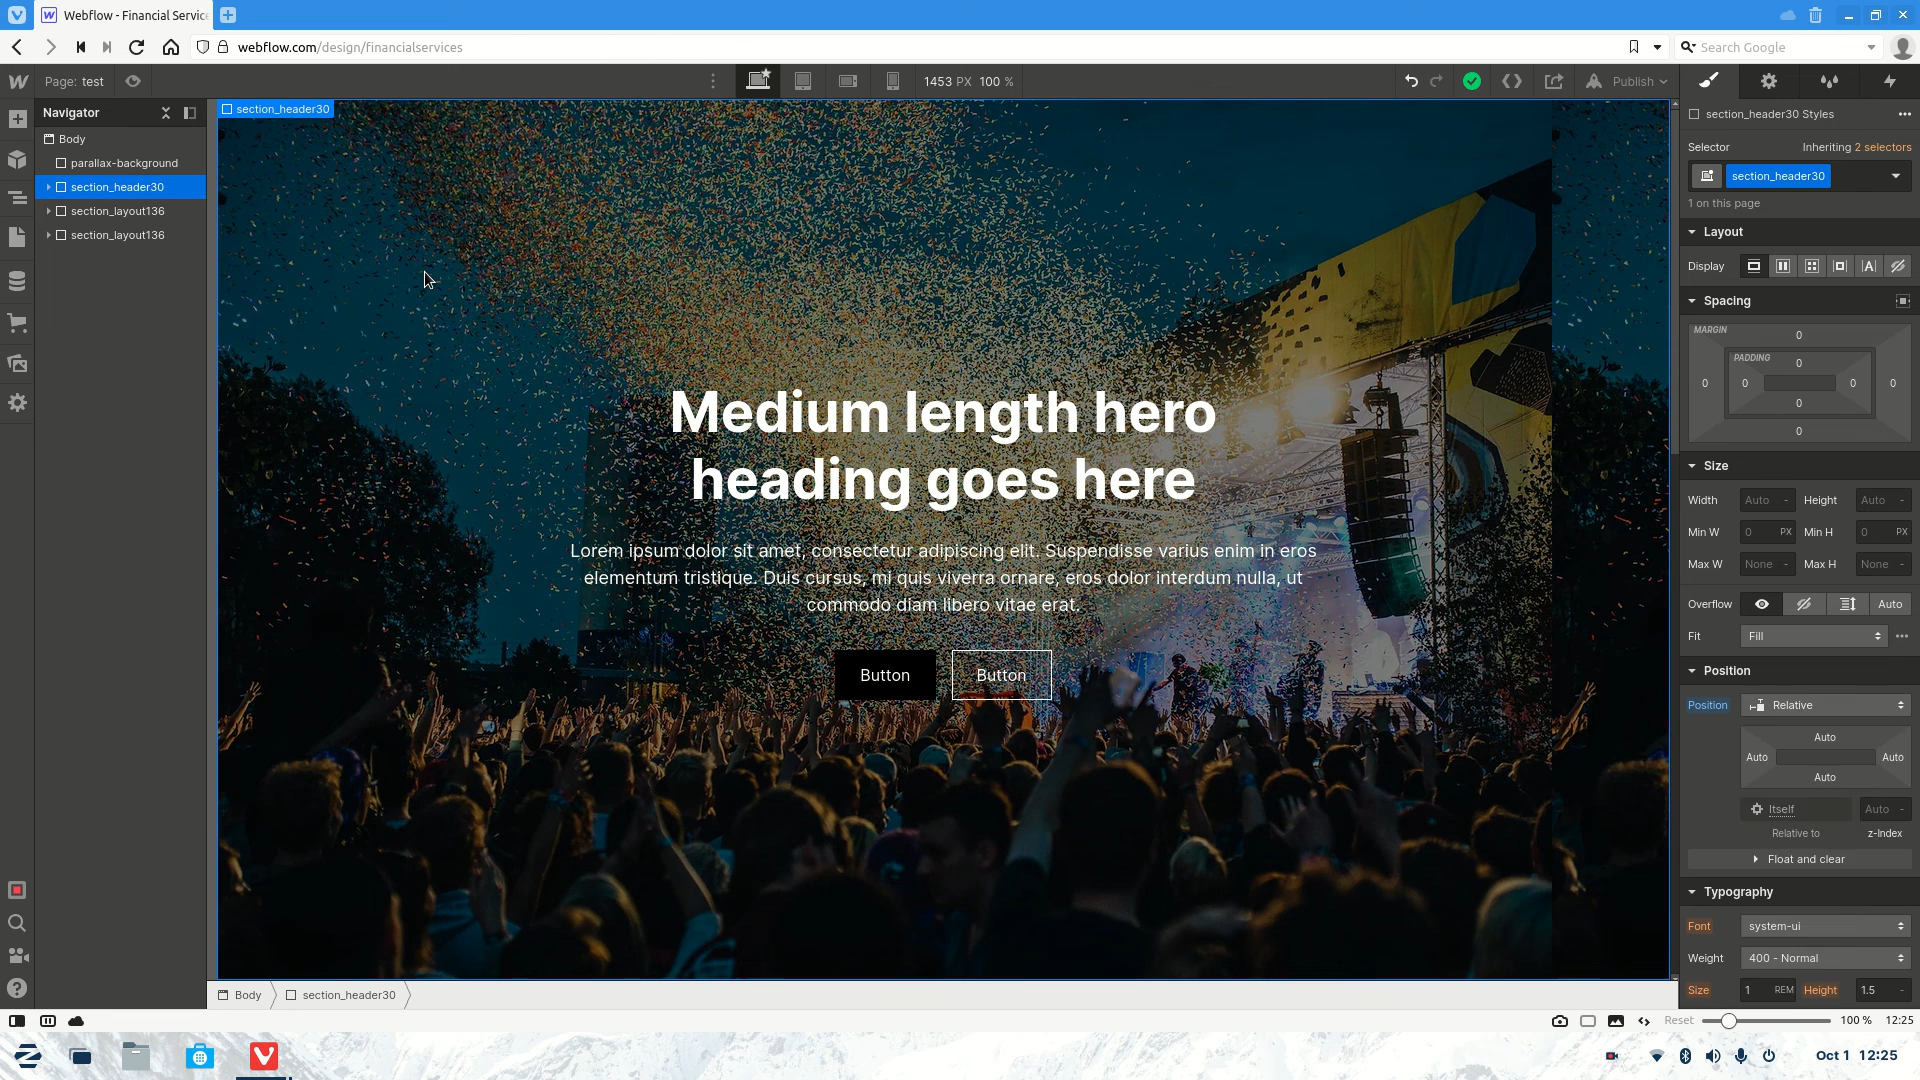 Webflow - Financial Service
webflow.com/design/financialservices
Search Google
Page: test
1453 PX 100 %
Publish
Navigator
Body
parallax-background
section_header30
section_layout136
section_layout136
section_header30
Medium length hero
heading goes here
Lorem ipsum dolor sit amet, consectetur adipiscing elit. Suspendisse varius enim in eros
elementum tristique. Duis cursus, mi quis viverra ornare, eros dolor interdum nulla, ut
commodo diam libero vitae erat.
Button Button
Body section_header30
section_header30 Styles
Selector Inheriting 2 selectors
section_header30
1 on this page
Layout
Display
Spacing
MARGIN
0
PADDING
0
0 0 0 0
0
0
Size
Width Auto - Height Auto -
Min W 0 PX Min H 0 PX
Max W None - Max H None -
Overflow Auto
Fit Fill
Position
Position Relative
Auto
Auto Auto
Auto
Itself Auto -
Relative to z-Index
Float and clear
Typography
Font system-ui
Weight 400 - Normal
Size 1 REM Height 1.5 -
Reset 100 % 12:25
Oct 1 12:25